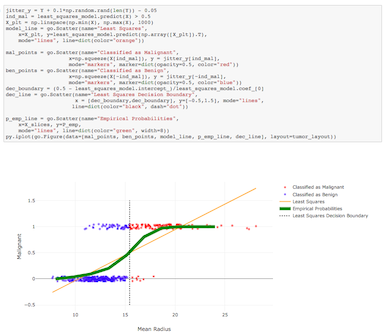 jitter_y = Y + 0.1*np.random.rand(len(Y)) - 0.05
ind_mal = least_squares_model.predict(X) > 0.5
X_plt = np.linspace(np.min(X), np.max(X), 1000)
model_line = go.Scatter(name="Least Squares",
x=X_plt, y=least_squares_model.predict(np.array([X_plt]).T),
mode="lines", line=dict(color="orange"))
mal_points = go.Scatter(name="Classified as Malignant",
x=np.squeeze(X[ind_mal]), y = jitter_y[ind_mal],
mode="markers", marker=dict(opacity=0.5, color="red"))
ben_points = go.Scatter(name="Classified as Benign",
x=np.squeeze(X[~ind_mal]), y = jitter_y[~ind_mal],
mode="markers", marker=dict(opacity=0.5, color="blue"))
dec_boundary = (0.5 - least_squares_model.intercept_)/least_squares_model.coef_[0]
dec_line = go.Scatter(name="Least Squares Decision Boundary",
x = [dec_boundary,dec_boundary], y=[-0.5,1.5], mode="lines",
line=dict(color="black", dash="dot"))
p_emp_line = go.Scatter(name="Empirical Probabilities",
x=X_slices, y=P_emp,
mode="lines", line=dict(color="green", width=8))
py.iplot(go.Figure(data=[mal_points, ben_points, model_line, p_emp_line, dec_line], layout=tumor_layout))
Classified as Malignant
Classified as Benign
Least Squares
Empirical Probabilities
Least Squares Decision Boundary
1.5
1
0.5
0
−0.5
Malignant
10
15
20
25
Mean Radius